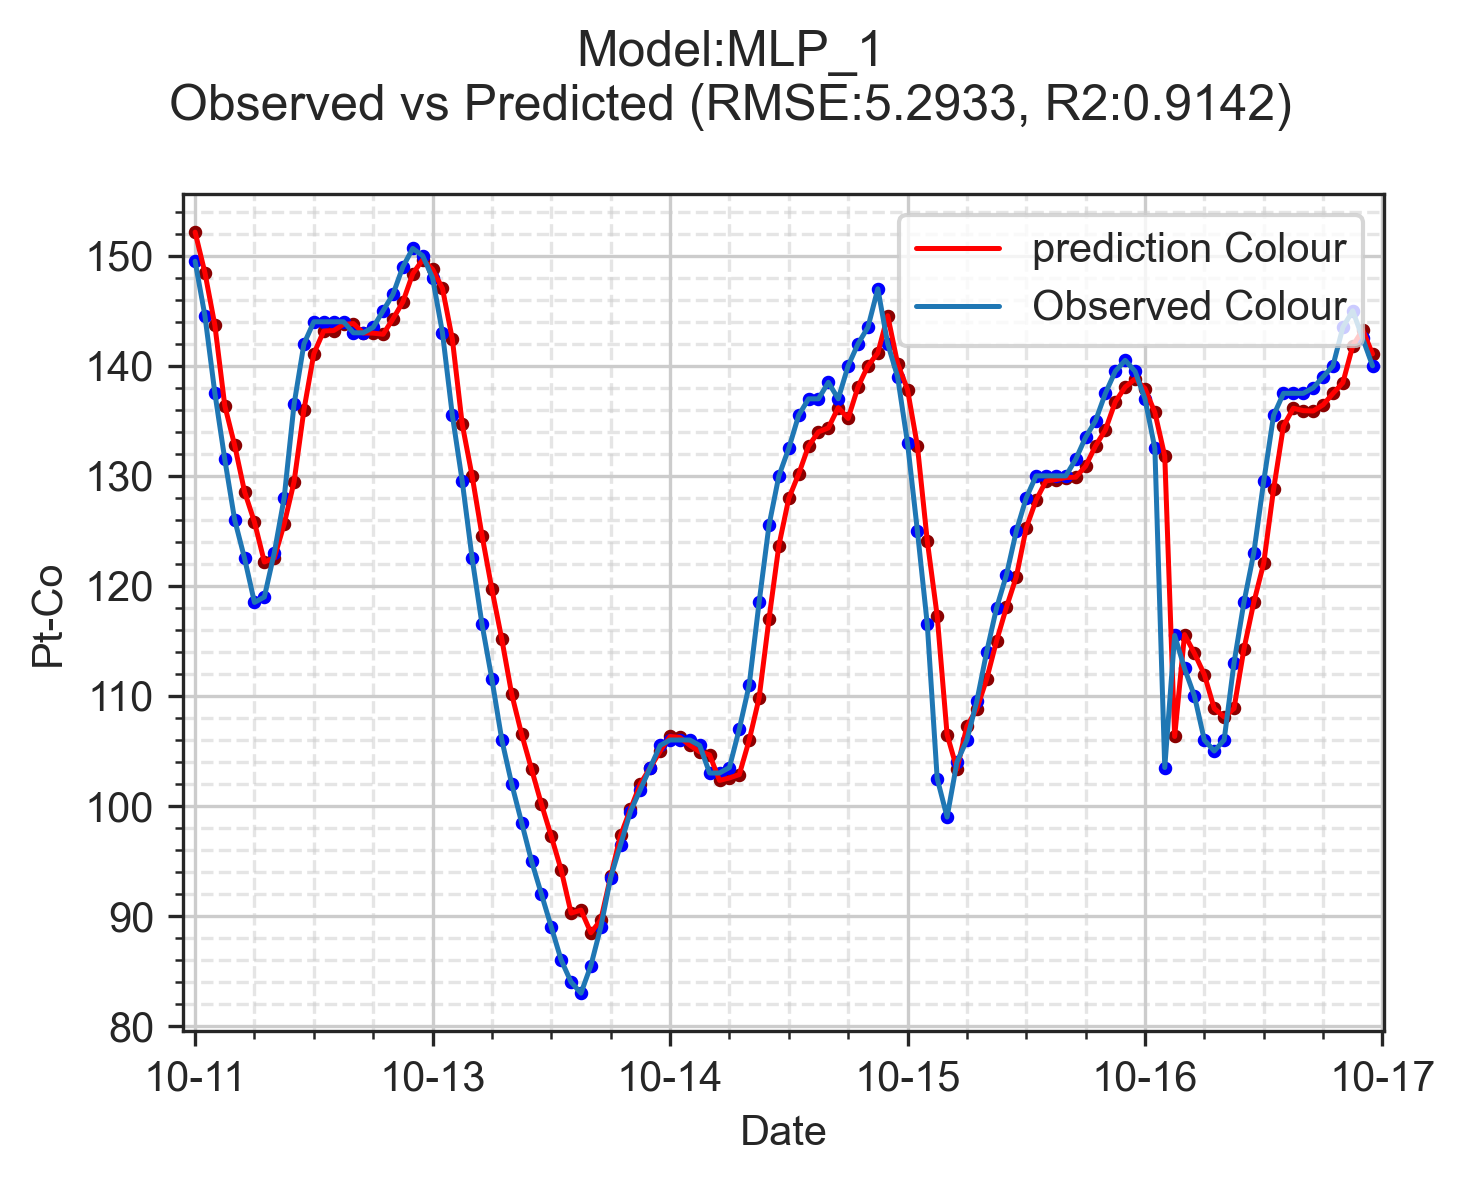 Model:MLP_1
Observed vs Predicted (RMSE:5.2933, R2:0.9142)
prediction Colour
Observed Colour
150
140
130
120
110
100
90
80
Pt-Co
10-11 10-13 10-14 10-15 10-16 10-17
Date